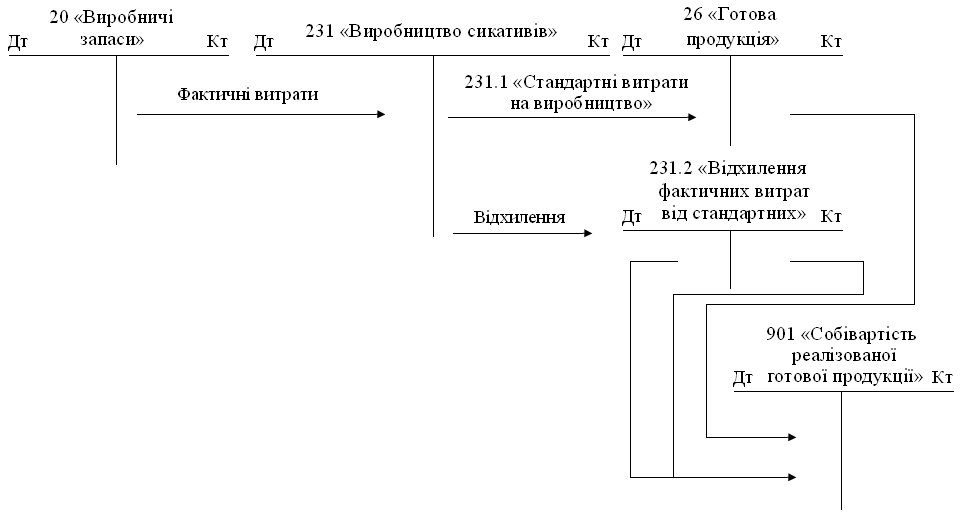 20 «Виробничі
запаси»
Дт
Кт
231 «Виробництво сикативів»
Дт
Кт
26 «Готова
продукція»
Дт
Кт
Фактичні витрати
231.1 «Стандартні витрати
на виробництво»
231.2 «Відхилення
фактичних витрат
від стандартних»
Дт
Кт
Відхилення
901 «Собівартість
реалізованої
готової продукції»
Дт
Кт